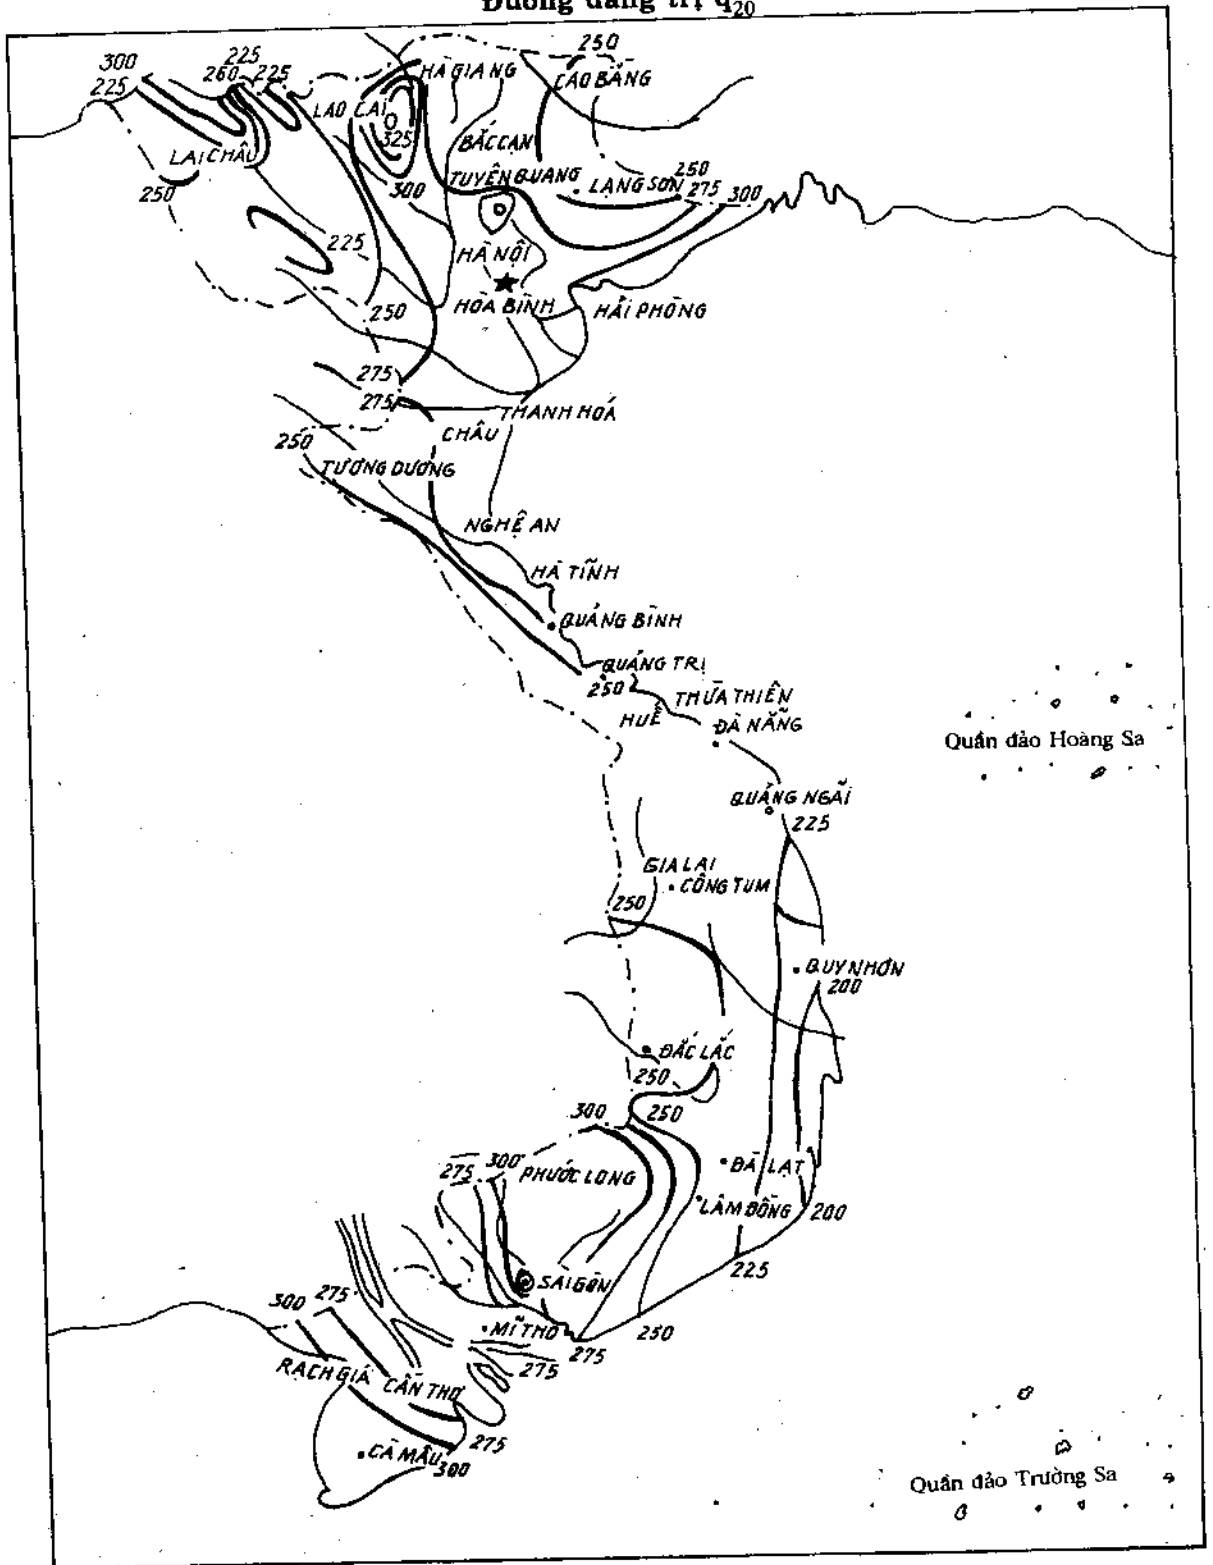 Đường đẳng trị q20
250
300
225
HÀ GIANG
CAO BẰNG
225
260
225
LAO CAI
325
BẮC CẠN
LAI CHÂU
250
TUYÊN QUANG
LẠNG SƠN
250
275
300
300
225
HÀ NỘI
250
HÒA BÌNH
HẢI PHÒNG
275
275
THANH HÓA
250
CHÂU
TƯƠNG DƯƠNG
NGHỆ AN
HÀ TĨNH
QUẢNG BÌNH
QUẢNG TRỊ
250
THỪA THIÊN
HUẾ
ĐÀ NẴNG
Quần đảo Hoàng Sa
QUẢNG NGÃI
225
GIA LAI
CÔNG TUM
250
QUY NHƠN
200
ĐẮC LẮC
250
300
250
275
300
PHƯỚC LONG
ĐÀ LẠT
LÂM ĐỒNG
200
225
SAIGÒN
300
275
MĨ THO
250
275
275
RẠCH GIÁ
CẦN THƠ
275
CÀ MÂU
300
Quần đảo Trường Sa